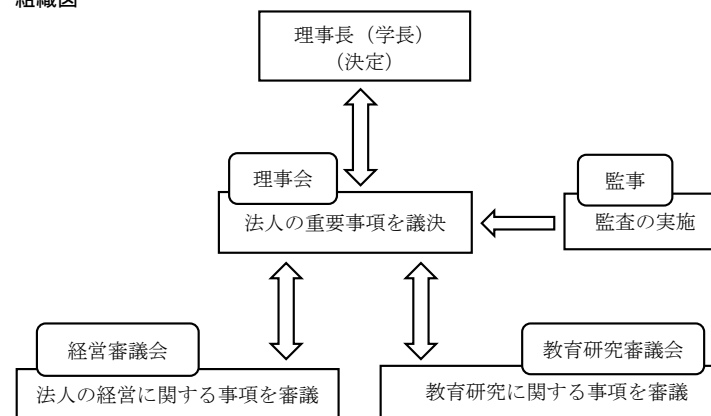 組織図
理事長（学長）
（決定）
理事会
法人の重要事項を議決
監事
監査の実施
経営審議会
法人の経営に関する事項を審議
教育研究審議会
教育研究に関する事項を審議